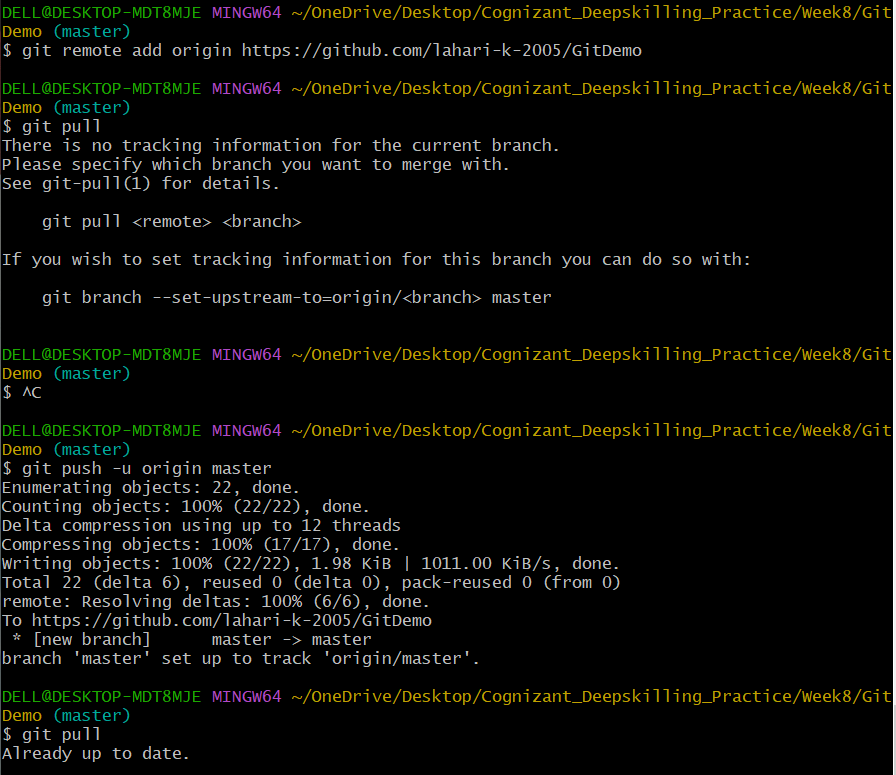 DELL@DESKTOP-MDT8MJE MINGW64 ~/OneDrive/Desktop/Cognizant_Deepskilling_Practice/Week8/Git
Demo (master)
$ git remote add origin https://github.com/lahari-k-2005/GitDemo

DELL@DESKTOP-MDT8MJE MINGW64 ~/OneDrive/Desktop/Cognizant_Deepskilling_Practice/Week8/Git
Demo (master)
$ git pull
There is no tracking information for the current branch.
Please specify which branch you want to merge with.
See git-pull(1) for details.

    git pull <remote> <branch>

If you wish to set tracking information for this branch you can do so with:

    git branch --set-upstream-to=origin/<branch> master


DELL@DESKTOP-MDT8MJE MINGW64 ~/OneDrive/Desktop/Cognizant_Deepskilling_Practice/Week8/Git
Demo (master)
$ ^C

DELL@DESKTOP-MDT8MJE MINGW64 ~/OneDrive/Desktop/Cognizant_Deepskilling_Practice/Week8/Git
Demo (master)
$ git push -u origin master
Enumerating objects: 22, done.
Counting objects: 100% (22/22), done.
Delta compression using up to 12 threads
Compressing objects: 100% (17/17), done.
Writing objects: 100% (22/22), 1.98 KiB | 1011.00 KiB/s, done.
Total 22 (delta 6), reused 0 (delta 0), pack-reused 0 (from 0)
remote: Resolving deltas: 100% (6/6), done.
To https://github.com/lahari-k-2005/GitDemo
 * [new branch]      master -> master
branch 'master' set up to track 'origin/master'.

DELL@DESKTOP-MDT8MJE MINGW64 ~/OneDrive/Desktop/Cognizant_Deepskilling_Practice/Week8/Git
Demo (master)
$ git pull
Already up to date.